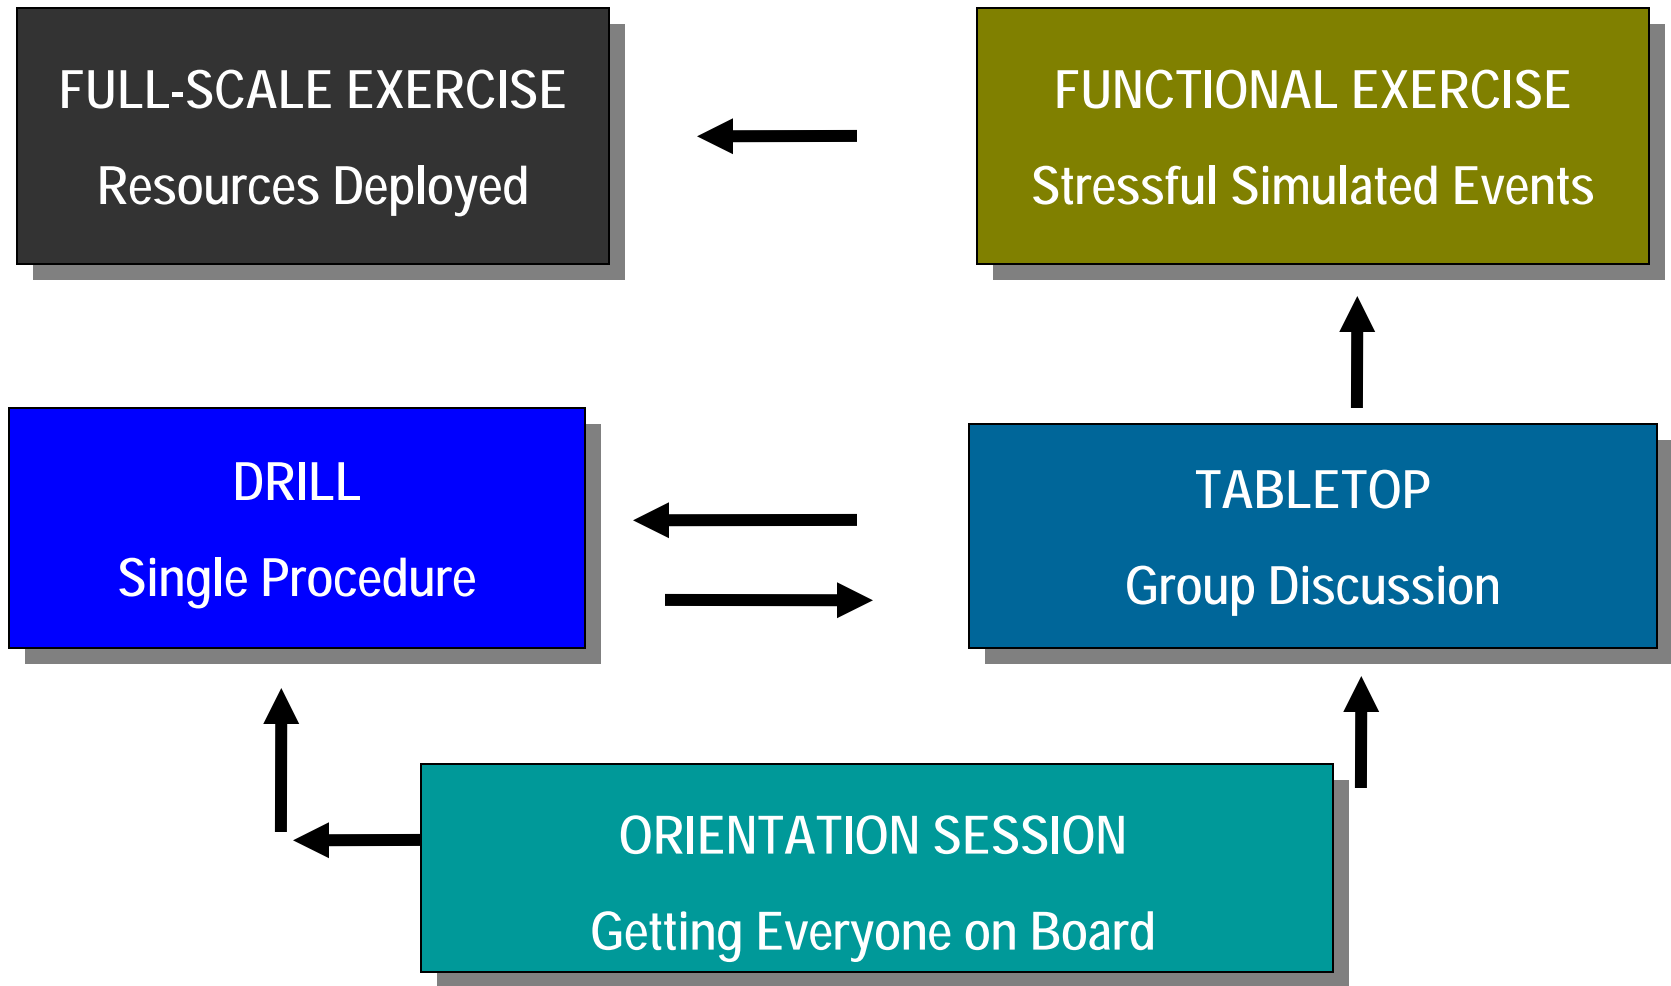 FULL-SCALE EXERCISE
Resources Deployed
FUNCTIONAL EXERCISE
Stressful Simulated Events
DRILL
Single Procedure
TABLETOP
Group Discussion
ORIENTATION SESSION
Getting Everyone on Board